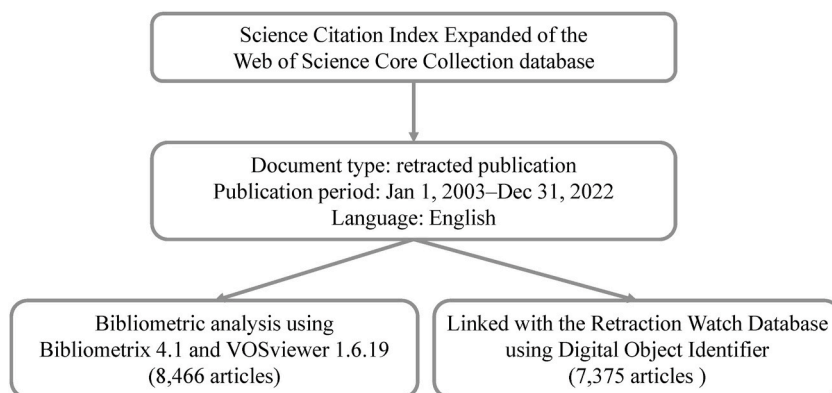 Science Citation Index Expanded of the
Web of Science Core Collection database
Document type: retracted publication
Publication period: Jan 1, 2003–Dec 31, 2022
Language: English
Bibliometric analysis using
Bibliometrix 4.1 and VOSviewer 1.6.19
(8,466 articles)
Linked with the Retraction Watch Database
using Digital Object Identifier
(7,375 articles )